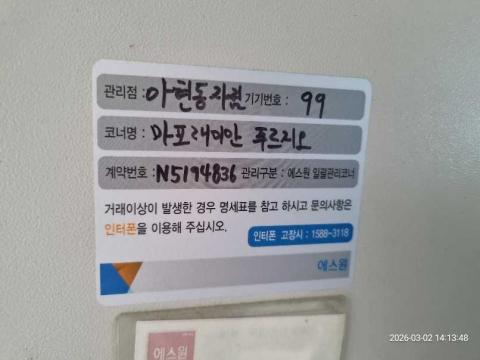 관리점 : 아현동지점 기기번호 : 99
코너명 : 마포래미안 푸르지오
계약번호 : N5194836 관리구분 : 에스원 일괄관리코너
거래이상이 발생한 경우 명세표를 참고 하시고 문의사항은
인터폰을 이용해 주십시오.
인터폰 고장시 : 1588-3118
에스원
에스원
2026-03-02 14:13:48